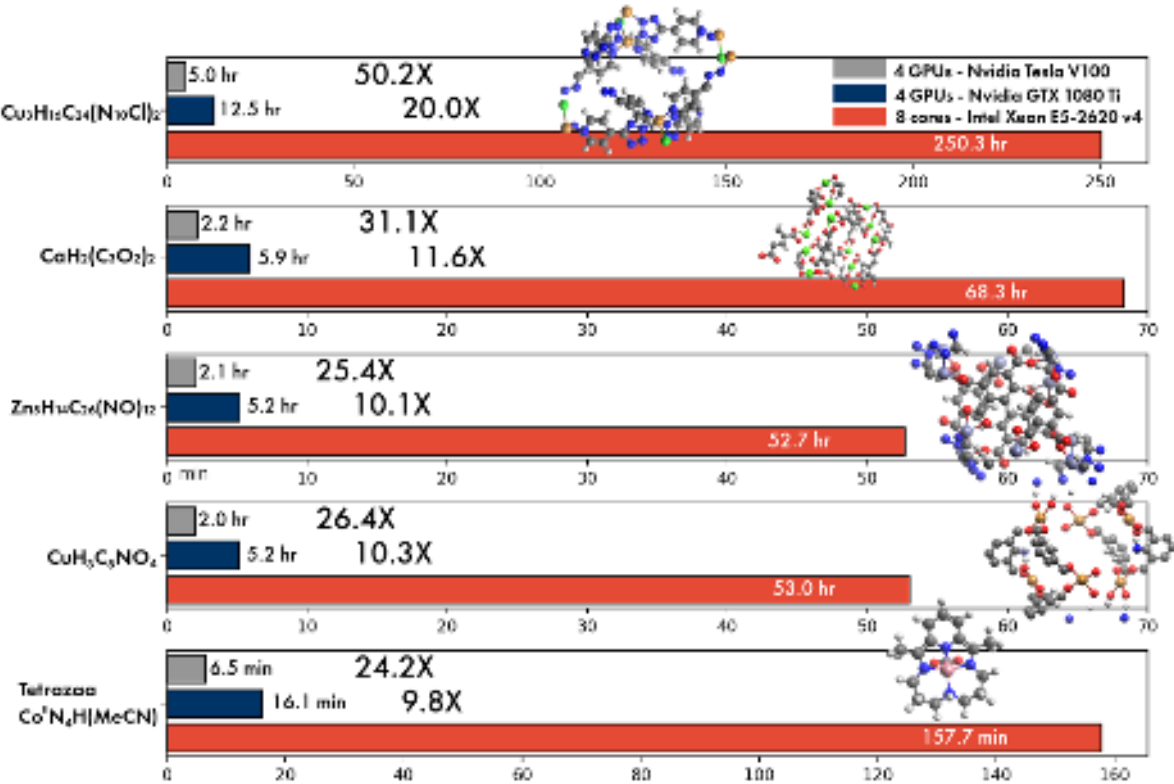 5.0 hr
50.2X
4 GPUs - Nvidia Tesla V100
12.5 hr
20.0X
4 GPUs - Nvidia GTX 1080 Ti
8 cores - Intel Xeon E5-2620 v4
250.3 hr
0 50 100 150 200 250
2.2 hr
31.1X
CaH₂(C₃O₂)₂
5.9 hr
11.6X
68.3 hr
0 10 20 30 40 50 60 70
2.1 hr
25.4X
5.2 hr
10.1X
52.7 hr
0 min 10 20 30 40 50 60 70
2.0 hr
26.4X
CuH₅C₅NO₄
5.2 hr
10.3X
53.0 hr
0 10 20 30 40 50 60 70
6.5 min
24.2X
Tetrazaa
16.1 min
9.8X
CoᴵN₄H(MeCN)
157.7 min
0 20 40 60 80 100 120 140 160